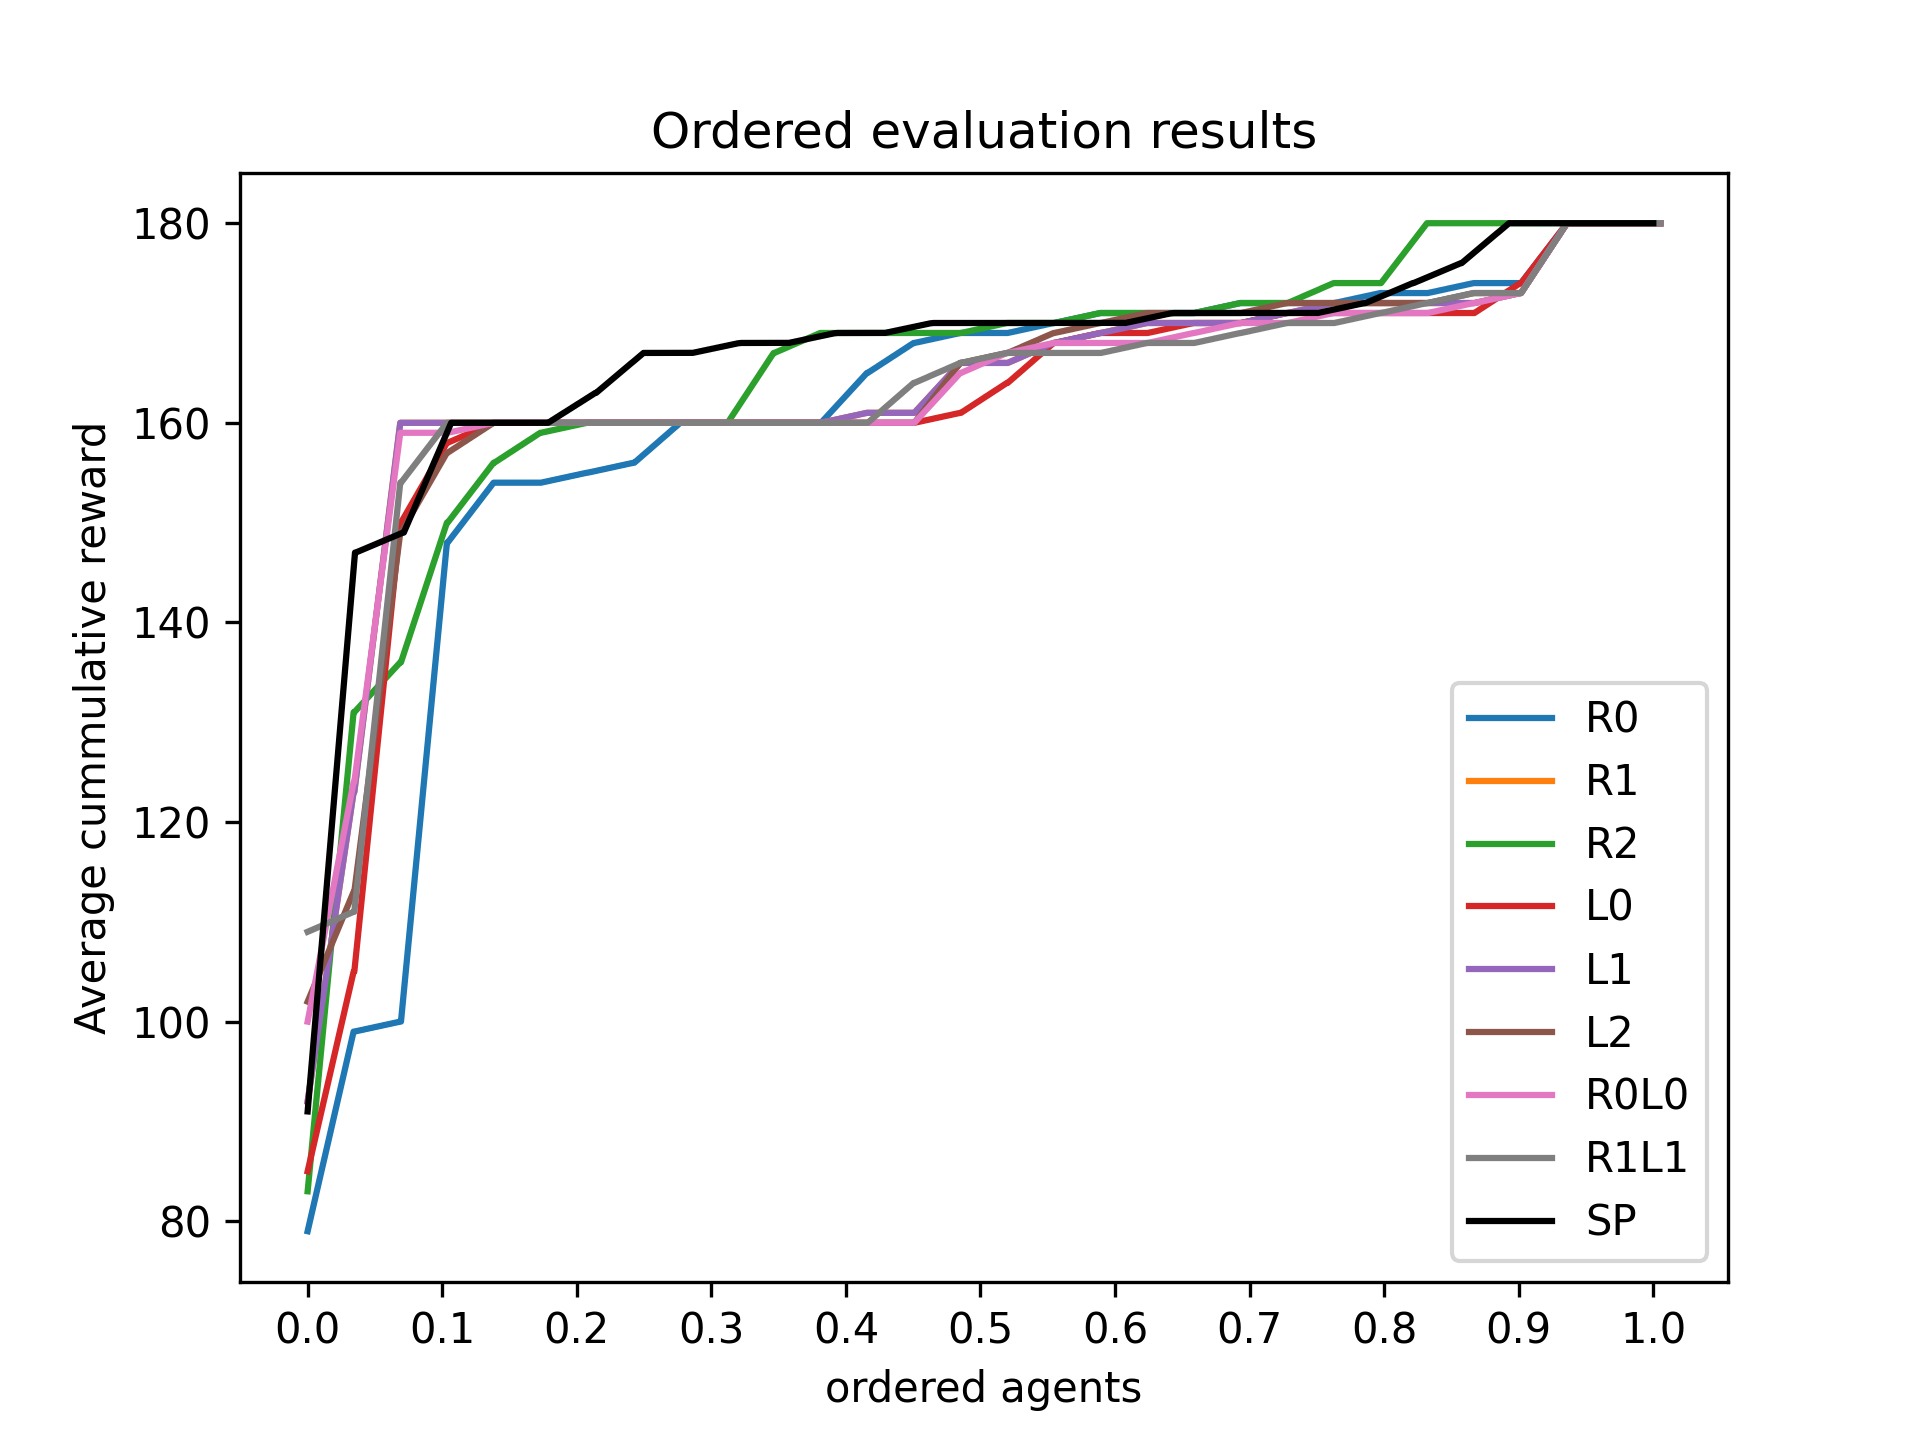 Ordered evaluation results
Average cummulative reward
180
160
140
120
100
80
0.0 0.1 0.2 0.3 0.4 0.5 0.6 0.7 0.8 0.9 1.0
ordered agents
R0
R1
R2
L0
L1
L2
R0L0
R1L1
SP